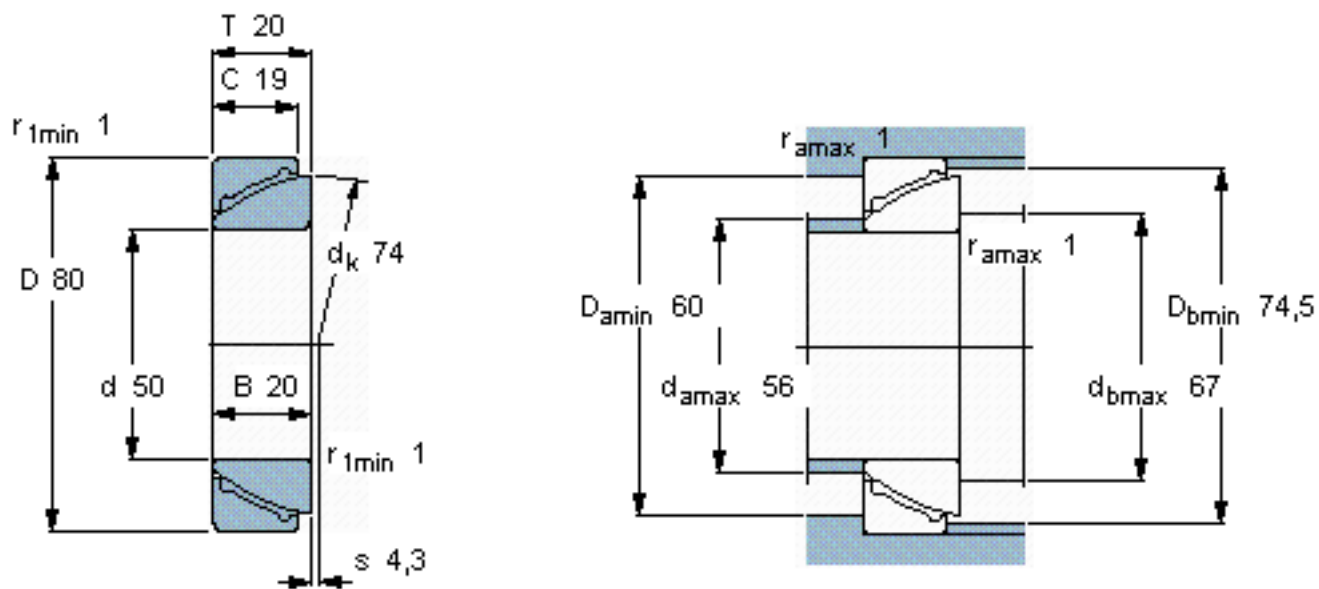 T 20
C 19
r1min 1
D 80
d 50
B 20
dk 74
r1min 1
s 4,3
ramax 1
Damin 60
damax 56
ramax 1
Dbmin 74,5
dbmax 67